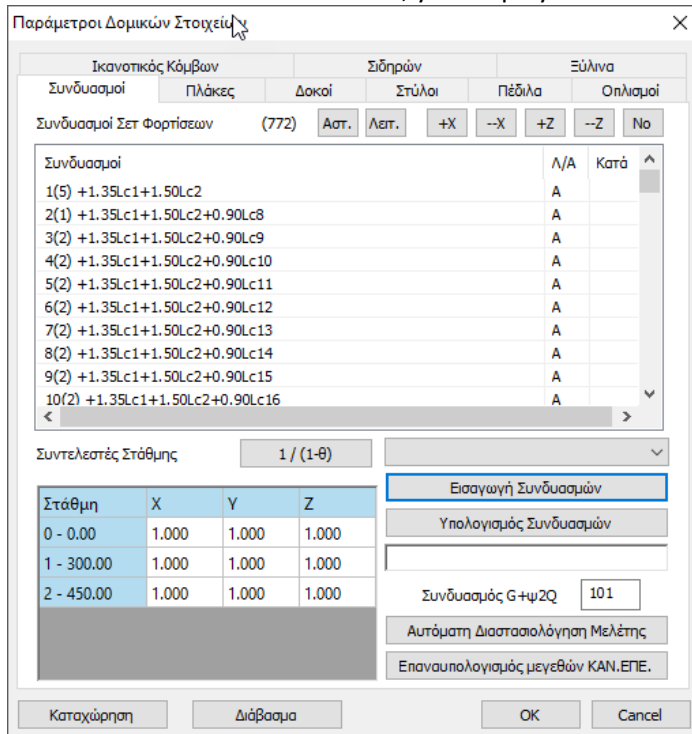 Παράμετροι Δομικών Στοιχείων
Ικανοτικός Κόμβων Σιδηρών Ξύλινα
Συνδυασμοί Πλάκες Δοκοί Στύλοι Πέδιλα Οπλισμοί
Συνδυασμοί Σετ Φορτίσεων (772) Αστ. Λειτ. +X --X +Z --Z No
Συνδυασμοί Λ/Α Κατά
1(5) +1.35Lc1+1.50Lc2 Α
2(1) +1.35Lc1+1.50Lc2+0.90Lc8 Α
3(2) +1.35Lc1+1.50Lc2+0.90Lc9 Α
4(2) +1.35Lc1+1.50Lc2+0.90Lc10 Α
5(2) +1.35Lc1+1.50Lc2+0.90Lc11 Α
6(2) +1.35Lc1+1.50Lc2+0.90Lc12 Α
7(2) +1.35Lc1+1.50Lc2+0.90Lc13 Α
8(2) +1.35Lc1+1.50Lc2+0.90Lc14 Α
9(2) +1.35Lc1+1.50Lc2+0.90Lc15 Α
10(2) +1.35Lc1+1.50Lc2+0.90Lc16 Α
Συντελεστές Στάθμης 1 / (1-θ)
Στάθμη X Y Z
0 - 0.00 1.000 1.000 1.000
1 - 300.00 1.000 1.000 1.000
2 - 450.00 1.000 1.000 1.000
Εισαγωγή Συνδυασμών
Υπολογισμός Συνδυασμών
Συνδυασμός G+ψ2Q 101
Αυτόματη Διαστασιολόγηση Μελέτης
Επαναυπολογισμός μεγεθών ΚΑΝ.ΕΠΕ.
Καταχώρηση Διάβασμα OK Cancel